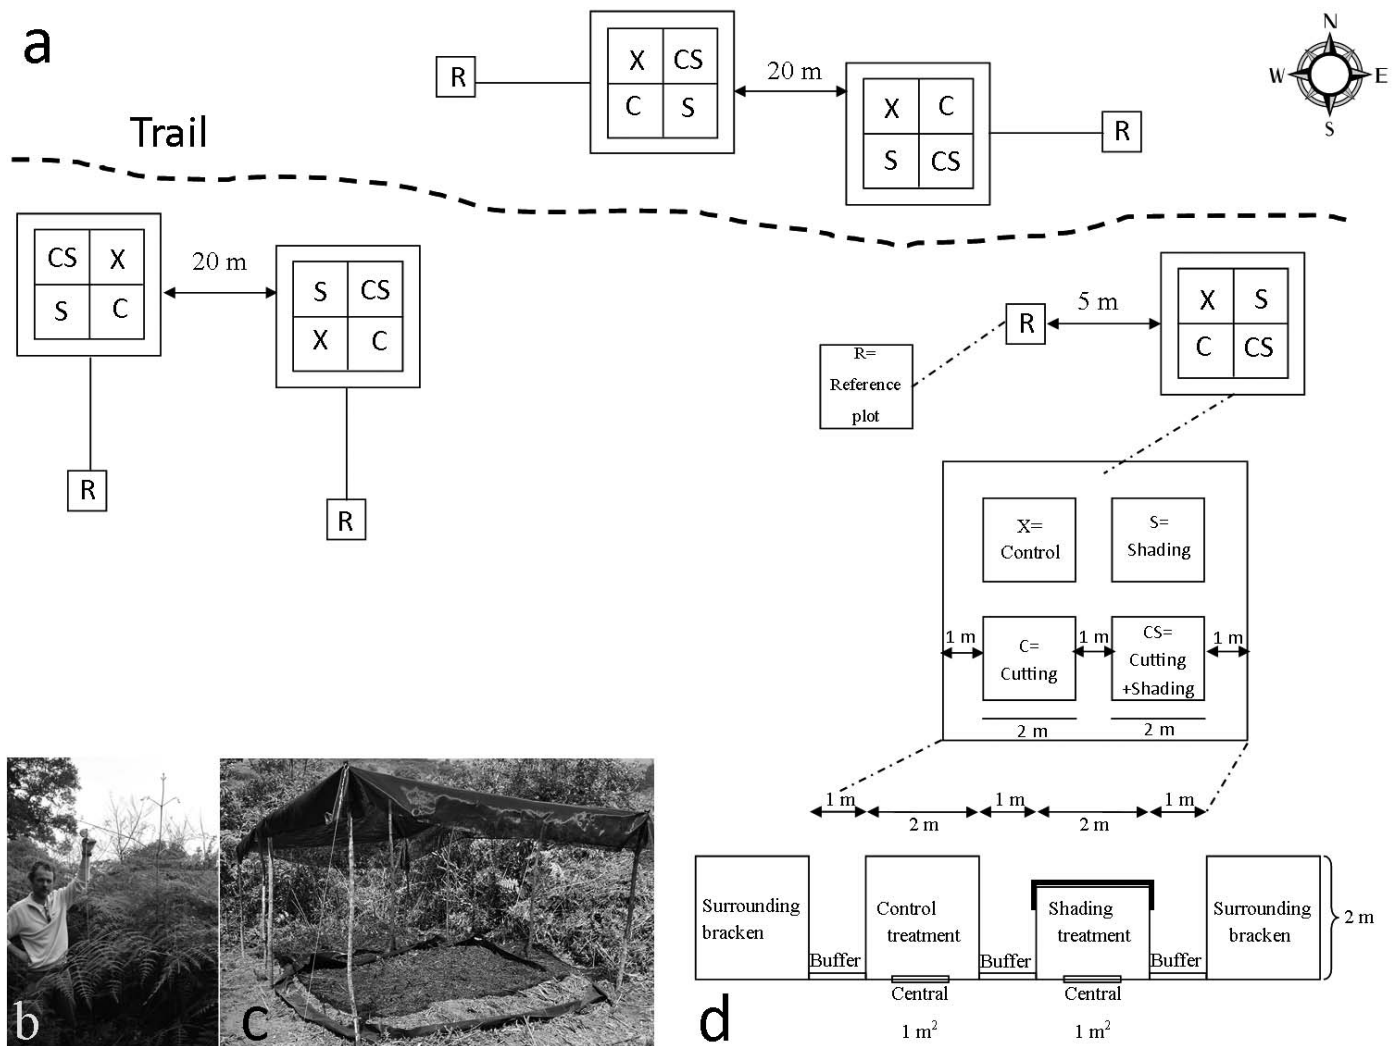 a
N
W E
S
Trail
R
X CS
C S
20 m
X C
S CS
R
CS X
S C
20 m
S CS
X C
R
R
R=
Reference
plot
R
5 m
X S
C CS
X=
Control
S=
Shading
1 m
C=
Cutting
1 m
CS=
Cutting
+Shading
1 m
2 m
2 m
1 m
2 m
1 m
2 m
1 m
Surrounding
bracken
Buffer
Control
treatment
Central
1 m²
Buffer
Shading
treatment
Central
1 m²
Buffer
Surrounding
bracken
2 m
b
c
d